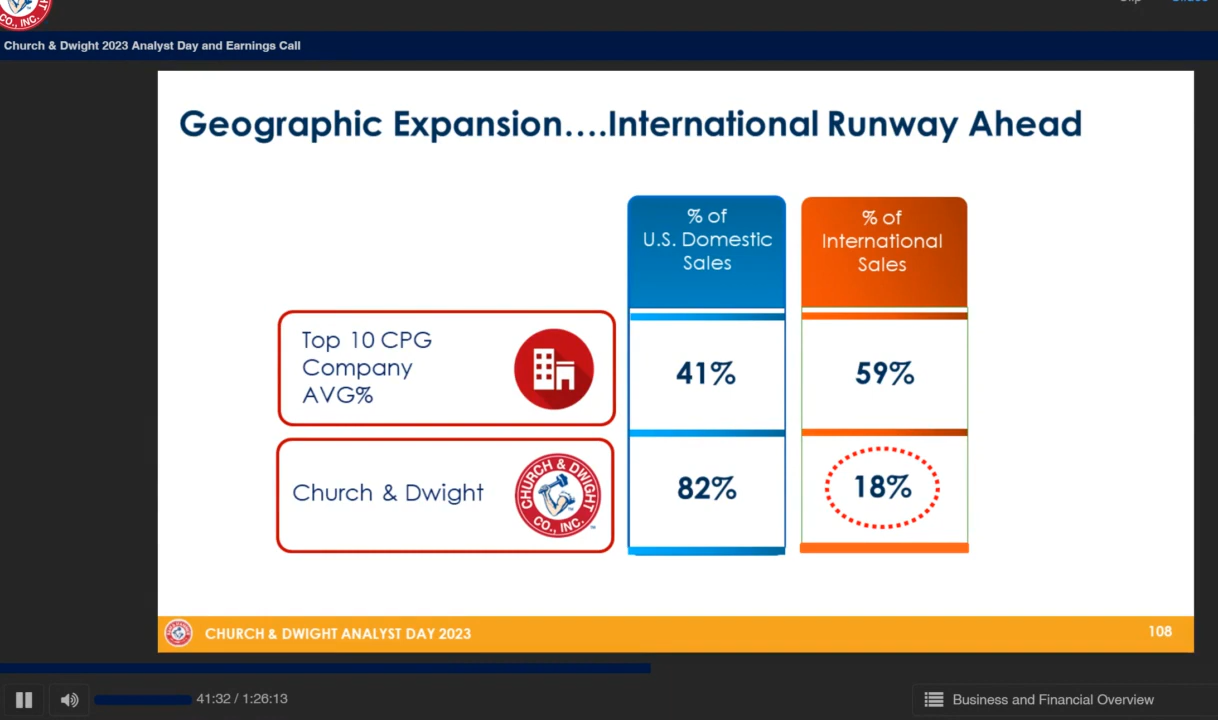 CO., INC.
Church & Dwight 2023 Analyst Day and Earnings Call
Geographic Expansion....International Runway Ahead
% of
U.S. Domestic
Sales
% of
International
Sales
Top 10 CPG
Company
AVG%
41%
59%
Church & Dwight
CHURCH & DWIGHT
CO., INC.
™
82%
18%
CHURCH & DWIGHT ANALYST DAY 2023
108
41:32 / 1:26:13
Business and Financial Overview